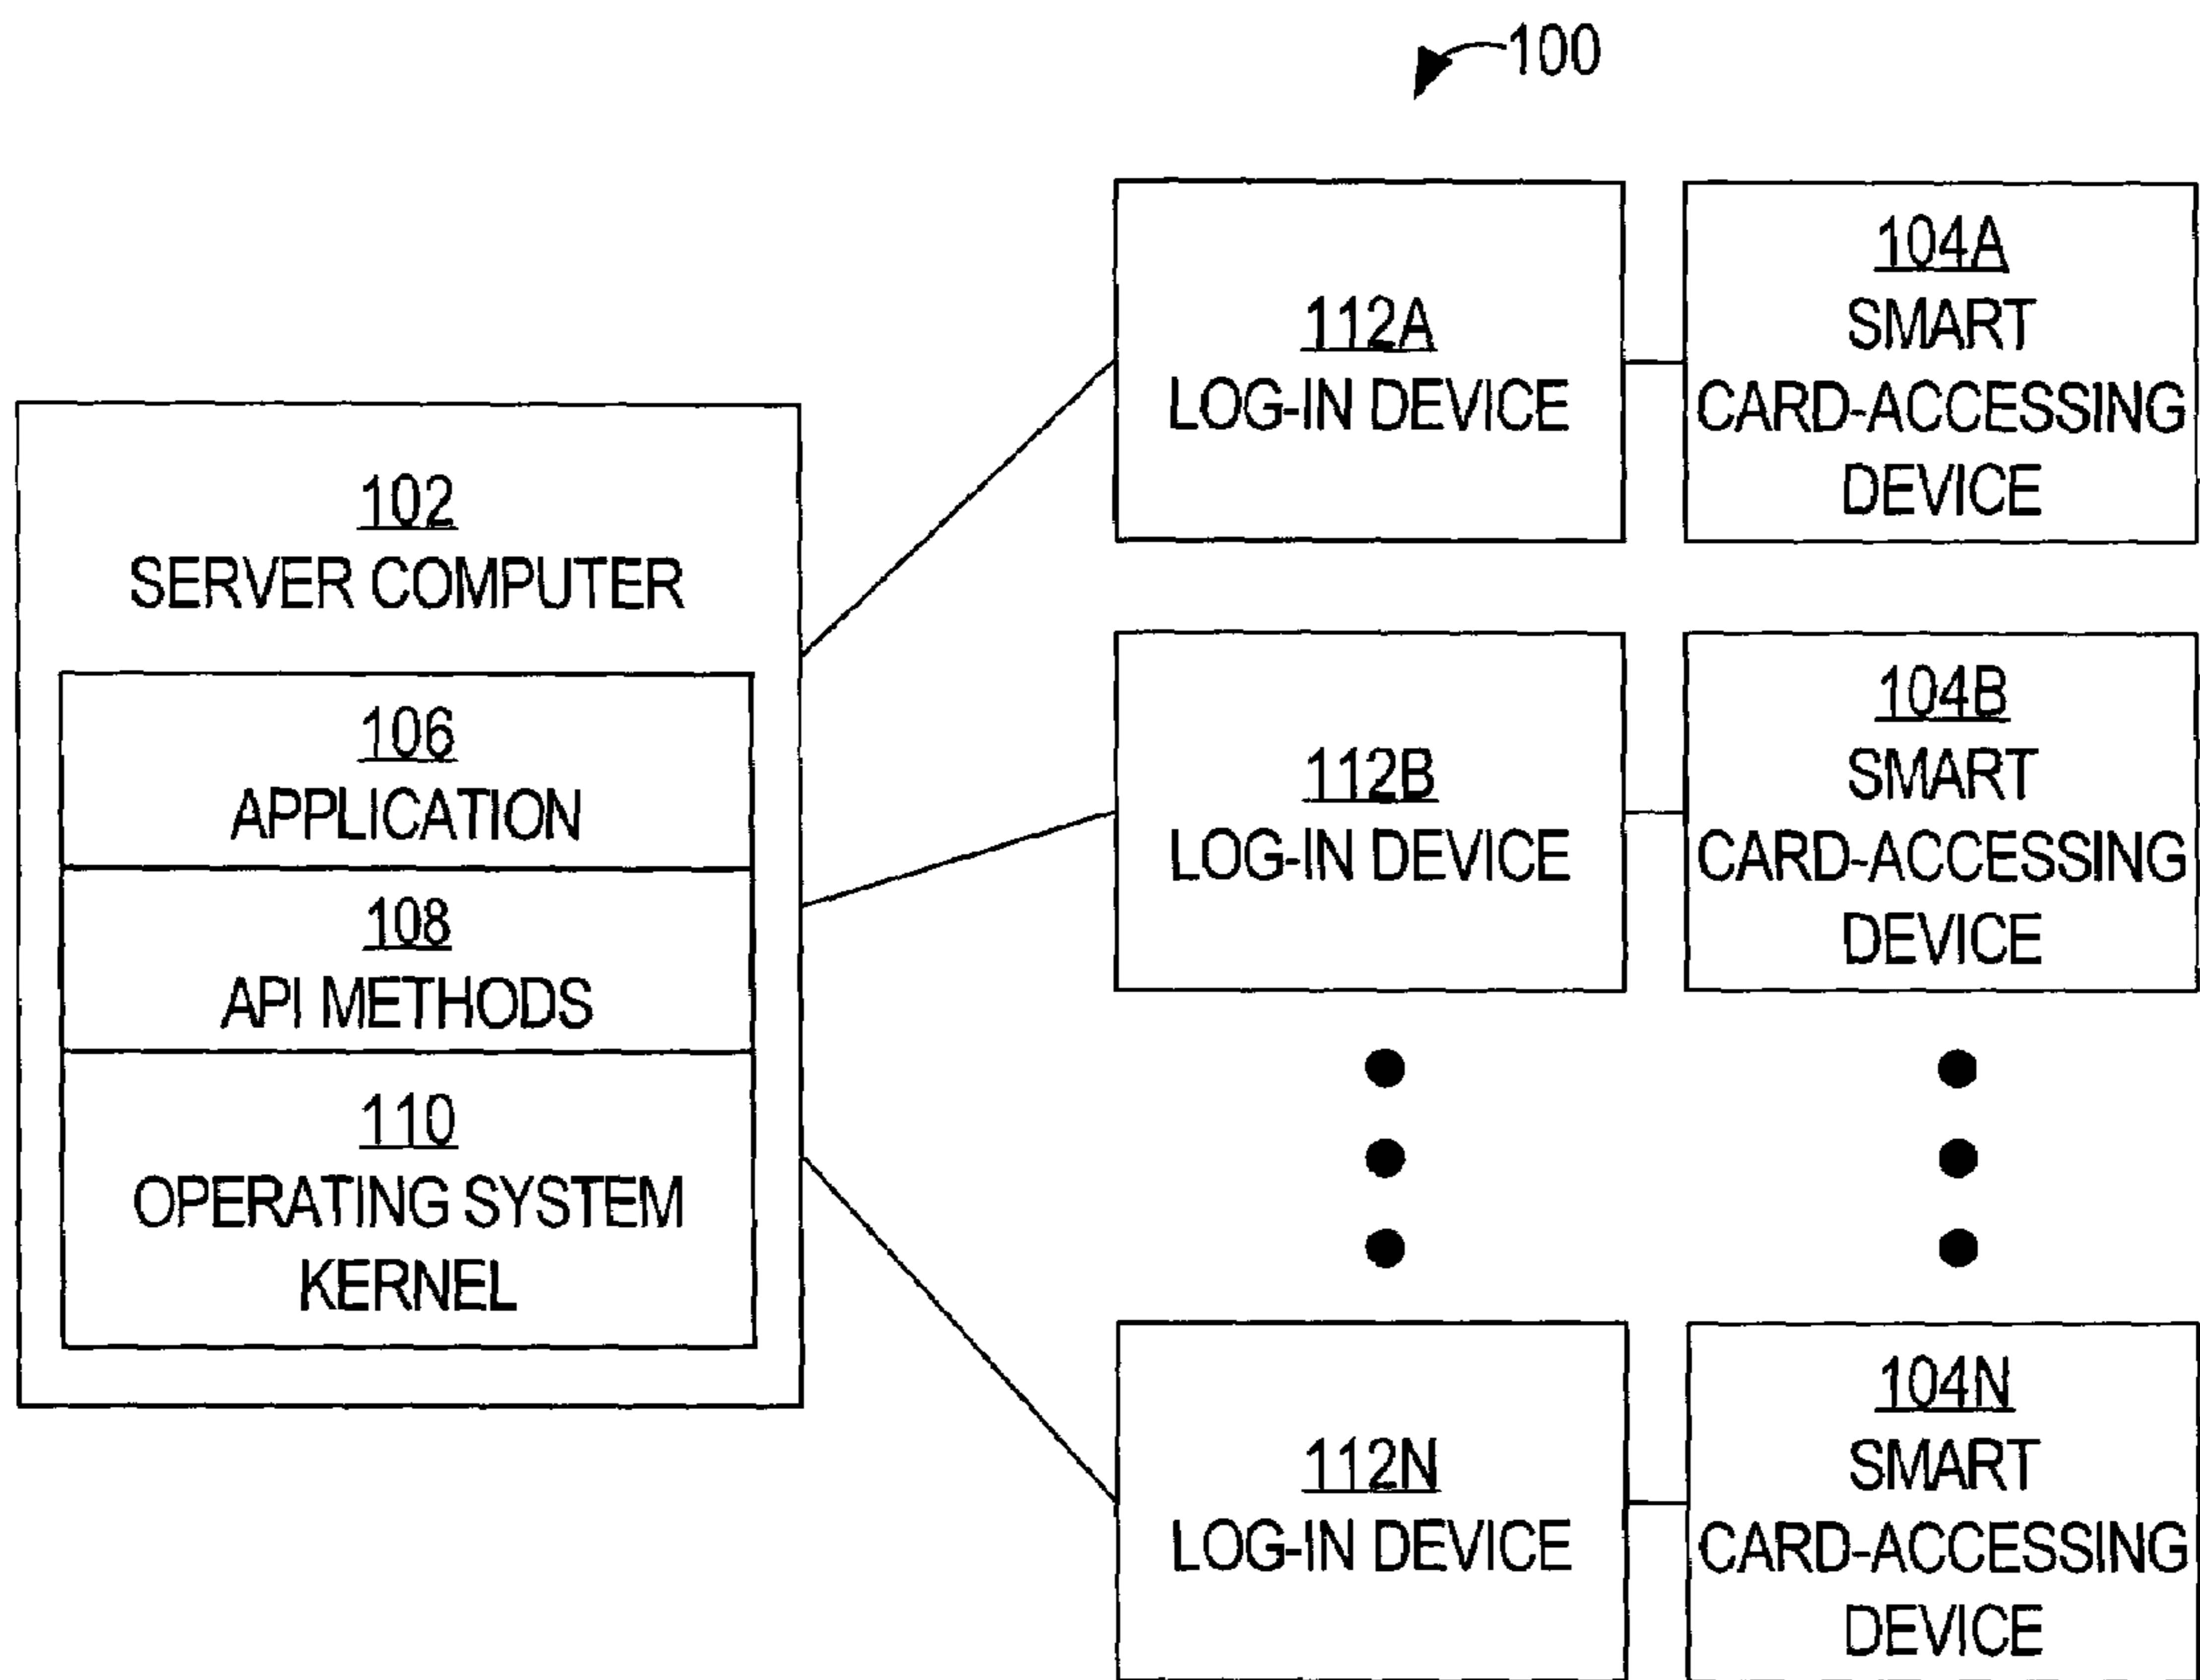 100
102
SERVER COMPUTER
106
APPLICATION
108
API METHODS
110
OPERATING SYSTEM
KERNEL
112A
LOG-IN DEVICE
104A
SMART
CARD-ACCESSING
DEVICE
112B
LOG-IN DEVICE
104B
SMART
CARD-ACCESSING
DEVICE
112N
LOG-IN DEVICE
104N
SMART
CARD-ACCESSING
DEVICE